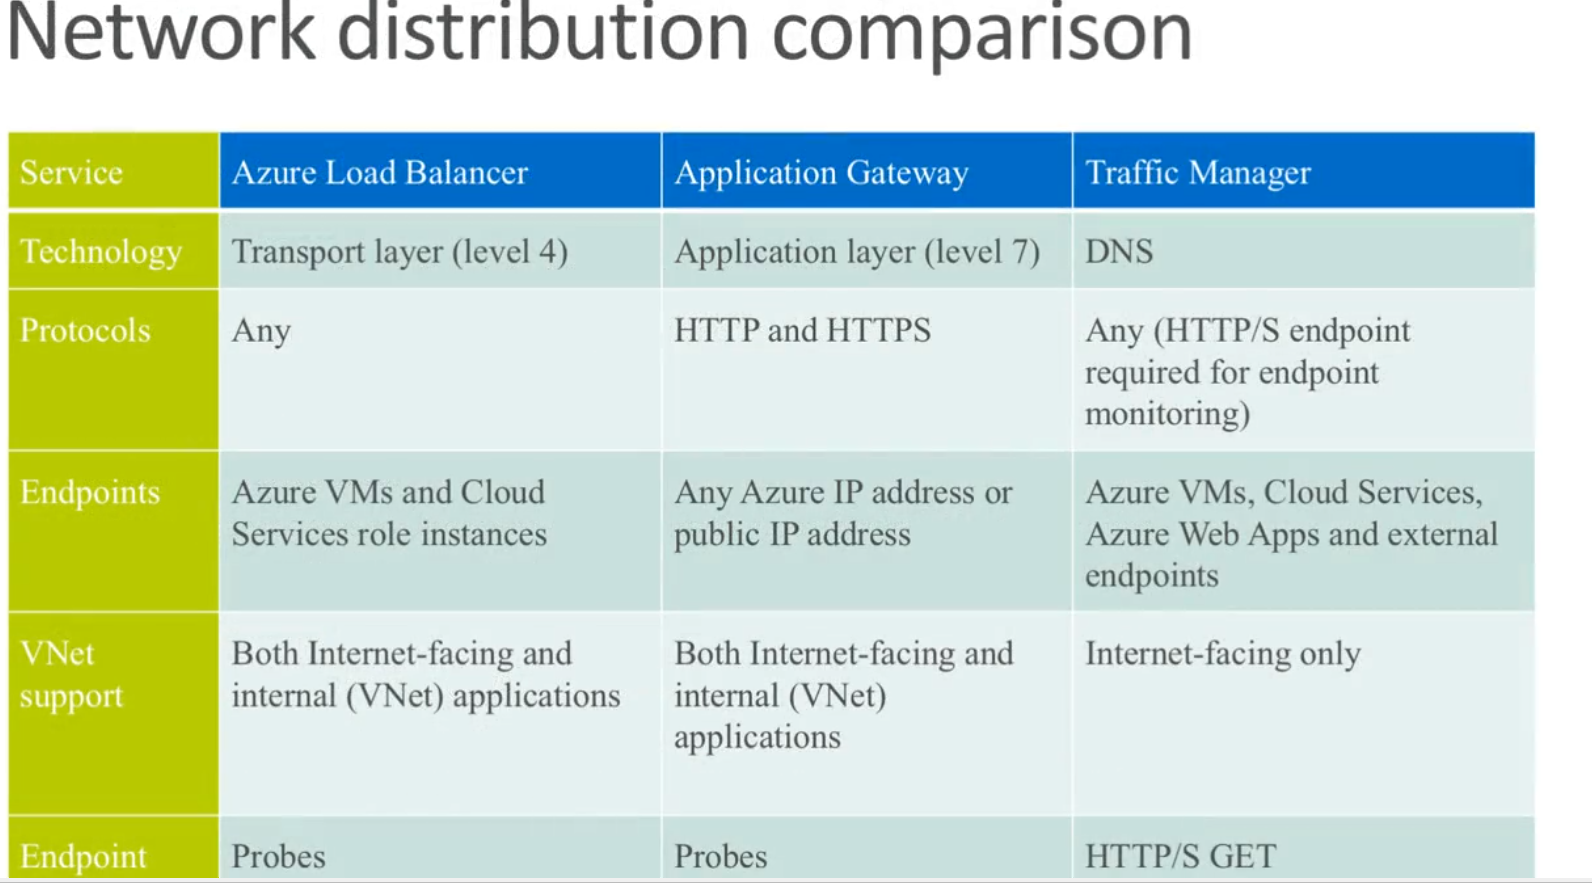 Network distribution comparison
Service
Azure Load Balancer
Application Gateway
Traffic Manager
Technology
Transport layer (level 4)
Application layer (level 7)
DNS
Protocols
Any
HTTP and HTTPS
Any (HTTP/S endpoint
required for endpoint
monitoring)
Endpoints
Azure VMs and Cloud
Services role instances
Any Azure IP address or
public IP address
Azure VMs, Cloud Services,
Azure Web Apps and external
endpoints
VNet
support
Both Internet-facing and
internal (VNet) applications
Both Internet-facing and
internal (VNet)
applications
Internet-facing only
Endpoint
Probes
Probes
HTTP/S GET